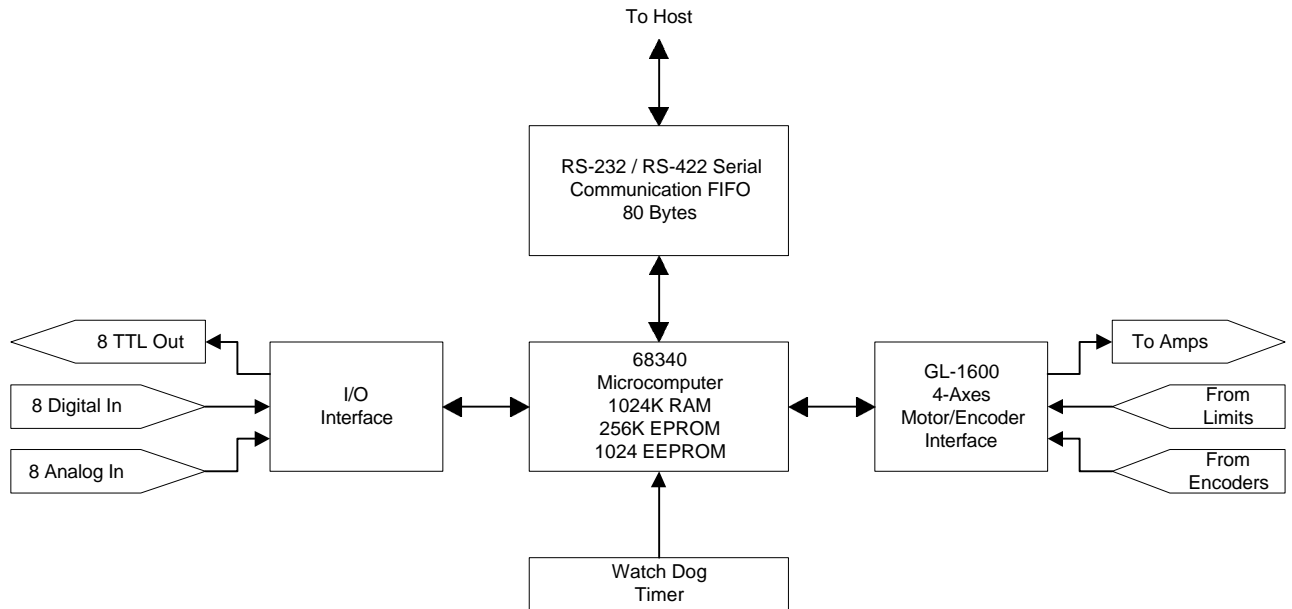 To Host
RS-232 / RS-422 Serial
Communication FIFO
80 Bytes
8 TTL Out
8 Digital In
8 Analog In
I/O
Interface
68340
Microcomputer
1024K RAM
256K EPROM
1024 EEPROM
GL-1600
4-Axes
Motor/Encoder
Interface
To Amps
From
Limits
From
Encoders
Watch Dog
Timer